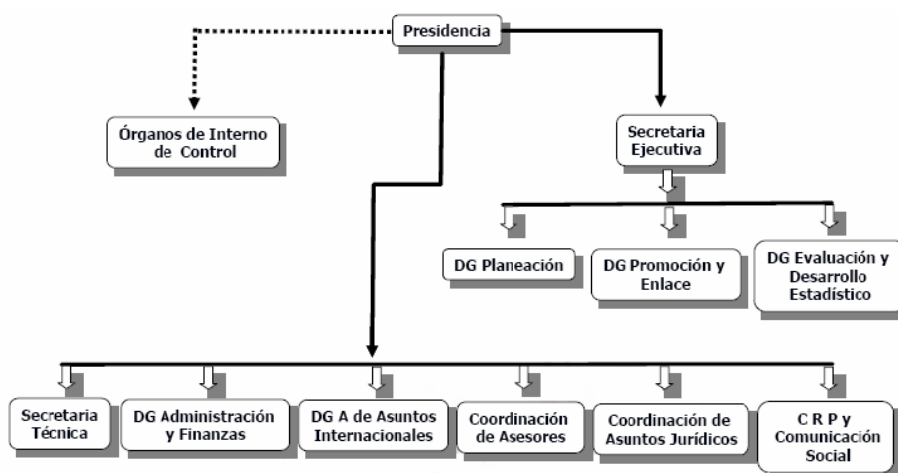 Presidencia
Órganos de Interno
de Control
Secretaria
Ejecutiva
DG Planeación
DG Promoción y
Enlace
DG Evaluación y
Desarrollo
Estadístico
Secretaria
Técnica
DG Administración
y Finanzas
DG A de Asuntos
Internacionales
Coordinación
de Asesores
Coordinación de
Asuntos Jurídicos
C R P y
Comunicación
Social